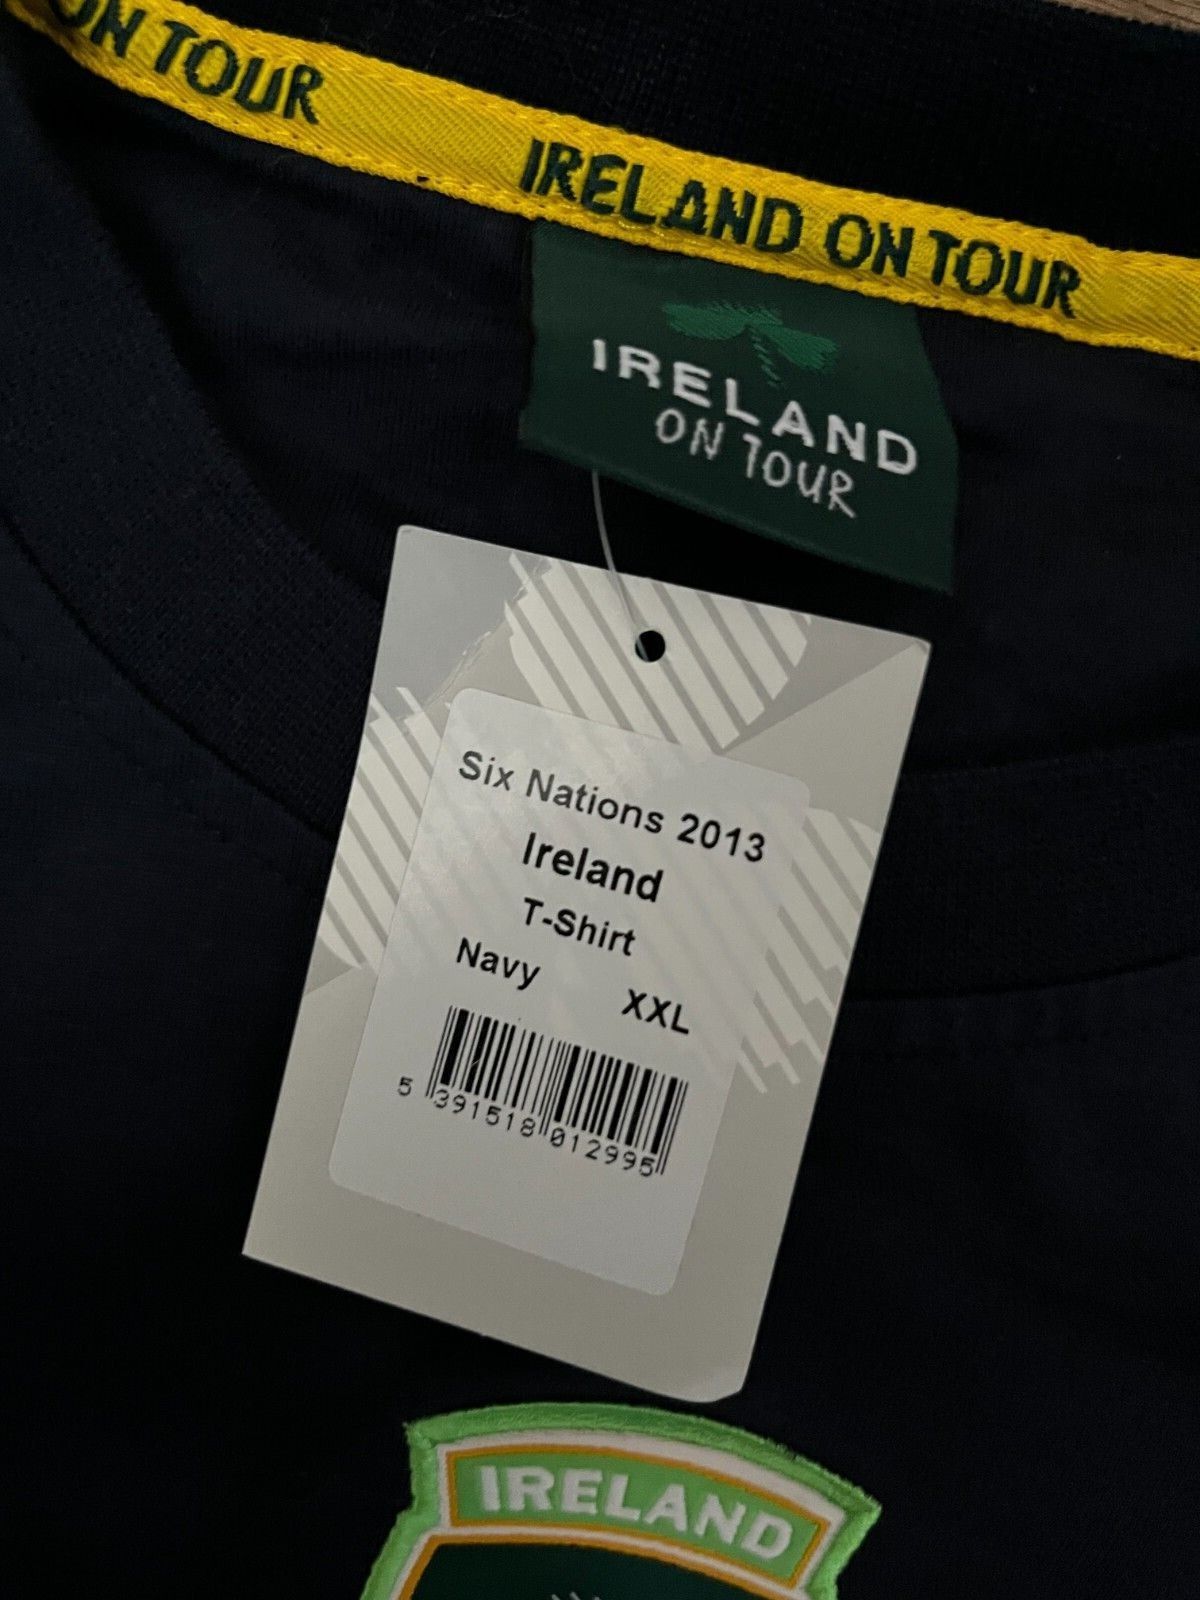 ON TOUR
IRELAND ON TOUR
IRELAND
ON TOUR
Six Nations 2013
Ireland
T-Shirt
Navy XXL
5 391518 012995
IRELAND